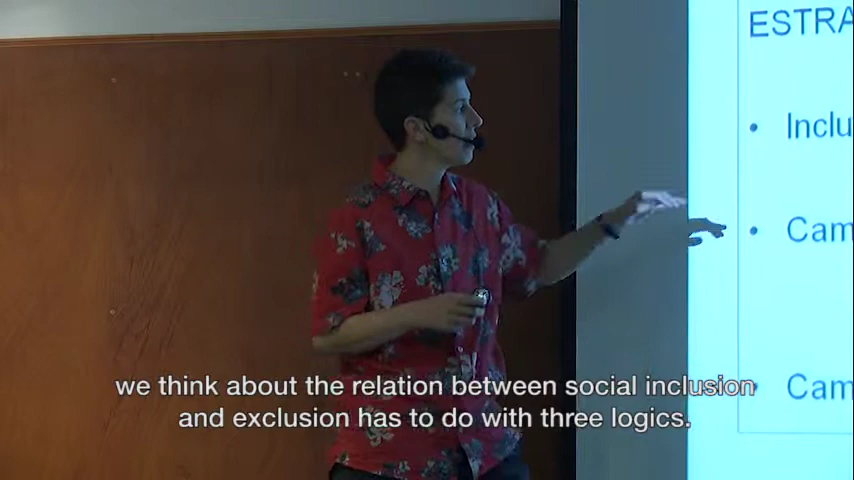 ESTRA
• Inclu
• Cam
• Cam
we think about the relation between social inclusion
and exclusion has to do with three logics.